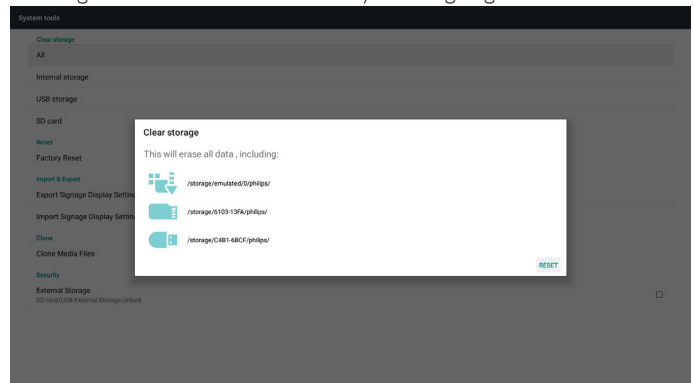 System tools
Clear storage
All
Internal storage
USB storage
SD card
Reset
Factory Reset
Import & Export
Export Signage Display Settin
Import Signage Display Settin
Clone
Clone Media Files
Security
External Storage
SD card/USB External Storage Unlock
Clear storage
This will erase all data , including:
/storage/emulated/0/philips/
/storage/6103-13FA/philips/
/storage/C4B1-6BCF/philips/
RESET